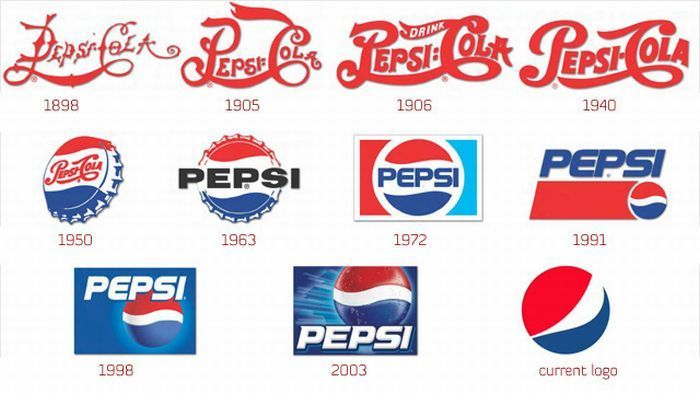 PEPSI-COLA
PEPSI:COLA
DRINK
PEPSI:COLA
PEPSI-COLA
1898
1905
1906
1940
PEPSI-COLA
PEPSI
PEPSI
PEPSI
1950
1963
1972
1991
PEPSI
PEPSI
1998
2003
current logo